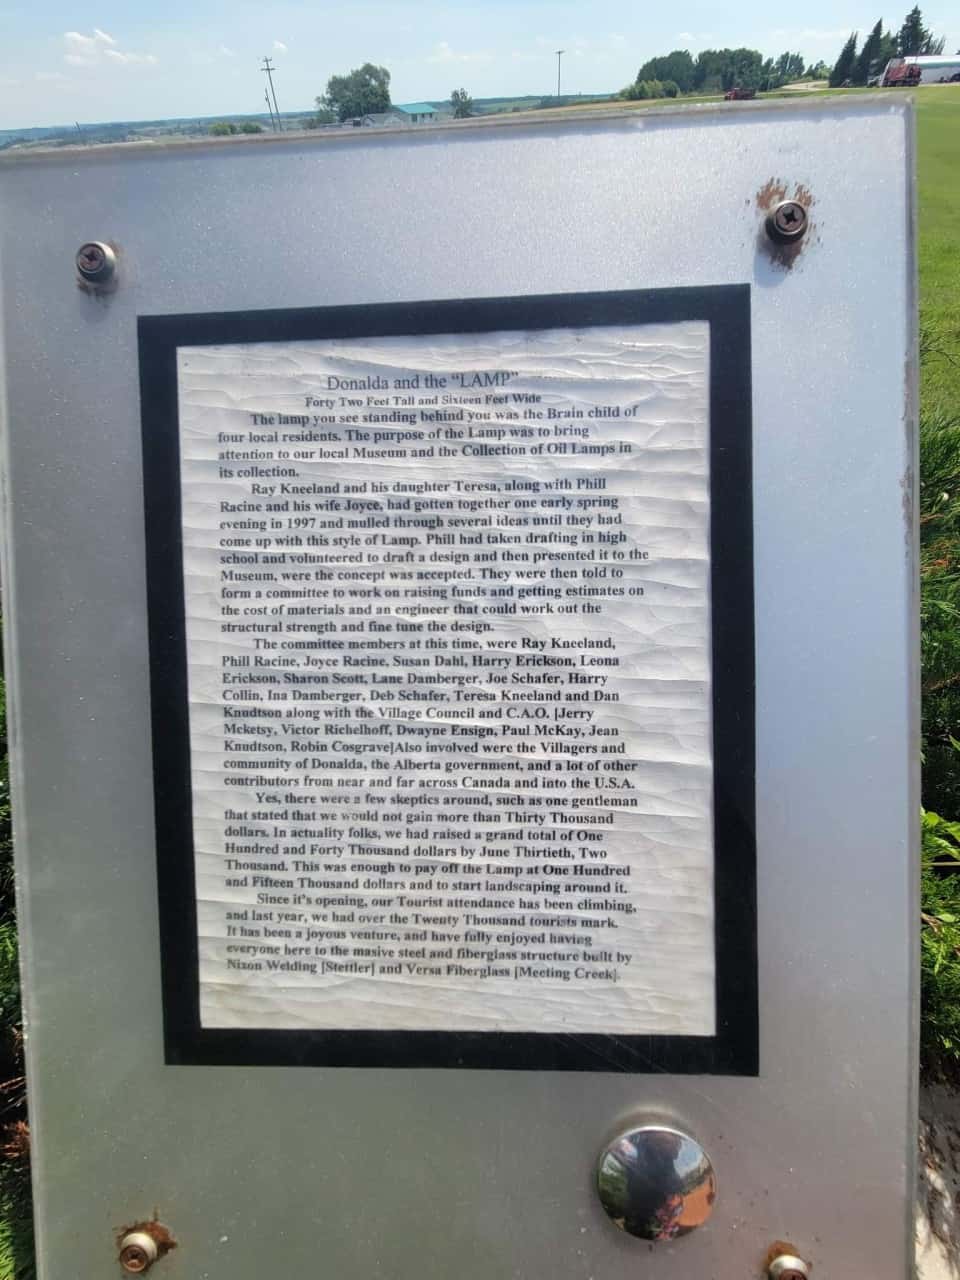 Donalda and the "LAMP"
Forty Two Feet Tall and Sixteen Feet Wide
The lamp you see standing behind you was the Brain child of
four local residents. The purpose of the Lamp was to bring
attention to our local Museum and the Collection of Oil Lamps in
its collection.
Ray Kneeland and his daughter Teresa, along with Phill
Racine and his wife Joyce, had gotten together one early spring
evening in 1997 and mulled through several ideas until they had
come up with this style of Lamp. Phill had taken drafting in high
school and volunteered to draft a design and then presented it to the
Museum, were the concept was accepted. They were then told to
form a committee to work on raising funds and getting estimates on
the cost of materials and an engineer that could work out the
structural strength and fine tune the design.
The committee members at this time, were Ray Kneeland,
Phill Racine, Joyce Racine, Susan Dahl, Harry Erickson, Leona
Erickson, Sharon Scott, Lane Damberger, Joe Schafer, Harry
Collin, Ina Damberger, Deb Schafer, Teresa Kneeland and Dan
Knudtson along with the Village Council and C.A.O. [Jerry
Mcketsy, Victor Richelhoff, Dwayne Ensign, Paul McKay, Jean
Knudtson, Robin Cosgrave]Also involved were the Villagers and
community of Donalda, the Alberta government, and a lot of other
contributors from near and far across Canada and into the U.S.A.
Yes, there were a few skeptics around, such as one gentleman
that stated that we would not gain more than Thirty Thousand
dollars. In actuality folks, we had raised a grand total of One
Hundred and Forty Thousand dollars by June Thirtieth, Two
Thousand. This was enough to pay off the Lamp at One Hundred
and Fifteen Thousand dollars and to start landscaping around it.
Since it's opening, our Tourist attendance has been climbing,
and last year, we had over the Twenty Thousand tourists mark.
It has been a joyous venture, and have fully enjoyed having
everyone here to the masive steel and fiberglass structure built by
Nixon Welding [Stettler] and Versa Fiberglass [Meeting Creek].